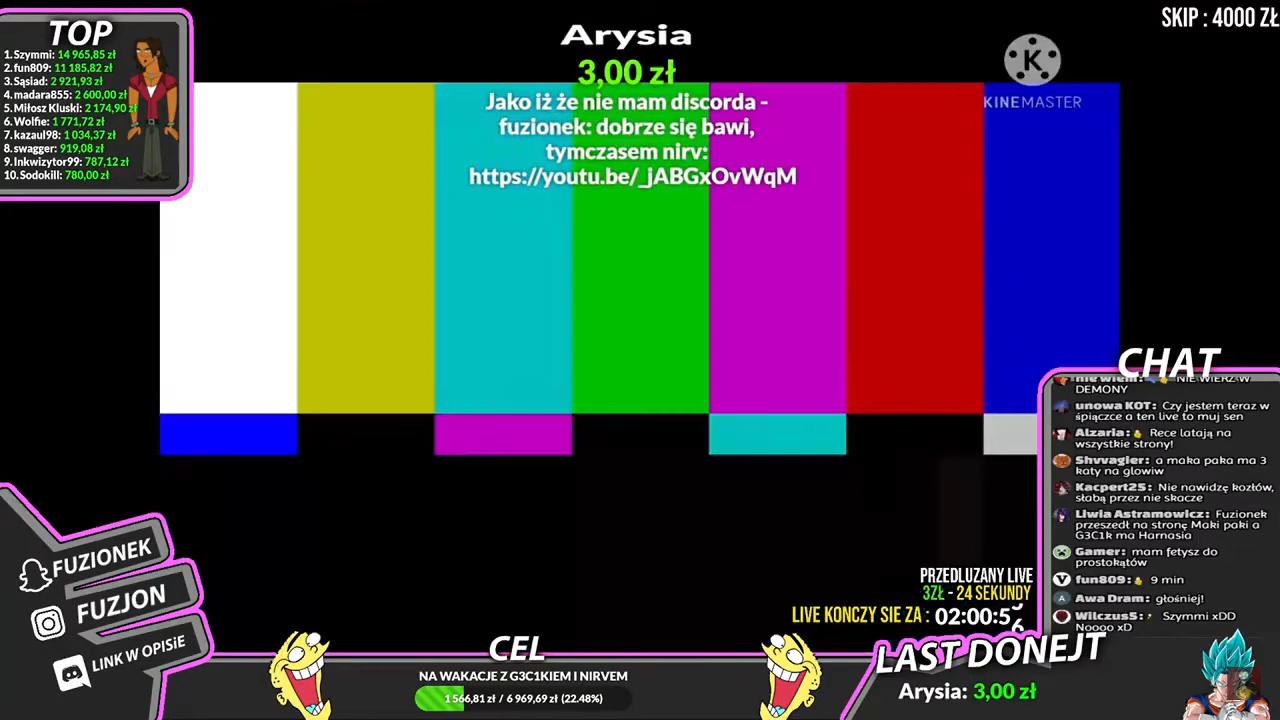 SKIP : 4000 ZŁ
TOP
1. Szymmi: 14 965,85 zł
2. fun809: 11 185,82 zł
3. Sąsiad: 2 921,93 zł
4. madara855: 2 600,00 zł
5. Miłosz Kluski: 2 174,90 zł
6. Wolfie: 1 771,72 zł
7. kazaul98: 1 034,37 zł
8. swagger: 919,08 zł
9. Inkwizytor99: 787,12 zł
10. Sodokill: 780,00 zł
Arysia
3,00 zł
Jako iż że nie mam discorda -
fuzionek: dobrze się bawi,
tymczasem nirv:
https://youtu.be/_jABGxOvWqM
K
KINEMASTER
CHAT
nie wiem: NIE WIERZ W
DEMONY
unowa KOT: Czy jestem teraz w
śpiączce a ten live to muj sen
Alzaria: Rece latają na
wszystkie strony!
Shvvagier: a maka paka ma 3
katy na glowiw
Kacpert25: Nie nawidzę kozłów,
słabą przez nie skacze
Liwia Astramowicz: Fuzionek
przeszedł na stronę Maki paki a
G3C1k ma Harnasia
Gamer: mam fetysz do
prostokątów
V fun809: 9 min
A Awa Dram: głośniej!
Wilczus5: Szymmi xDD
Noooo xD
FUZIONEK
FUZJON
LINK W OPISIE
PRZEDLUZANY LIVE
3ZŁ - 24 SEKUNDY
LIVE KONCZY SIE ZA : 02:00:5
CEL
NA WAKACJE Z G3C1KIEM I NIRVEM
1 566,81 zł / 6 969,69 zł (22.48%)
LAST DONEJT
Arysia: 3,00 zł